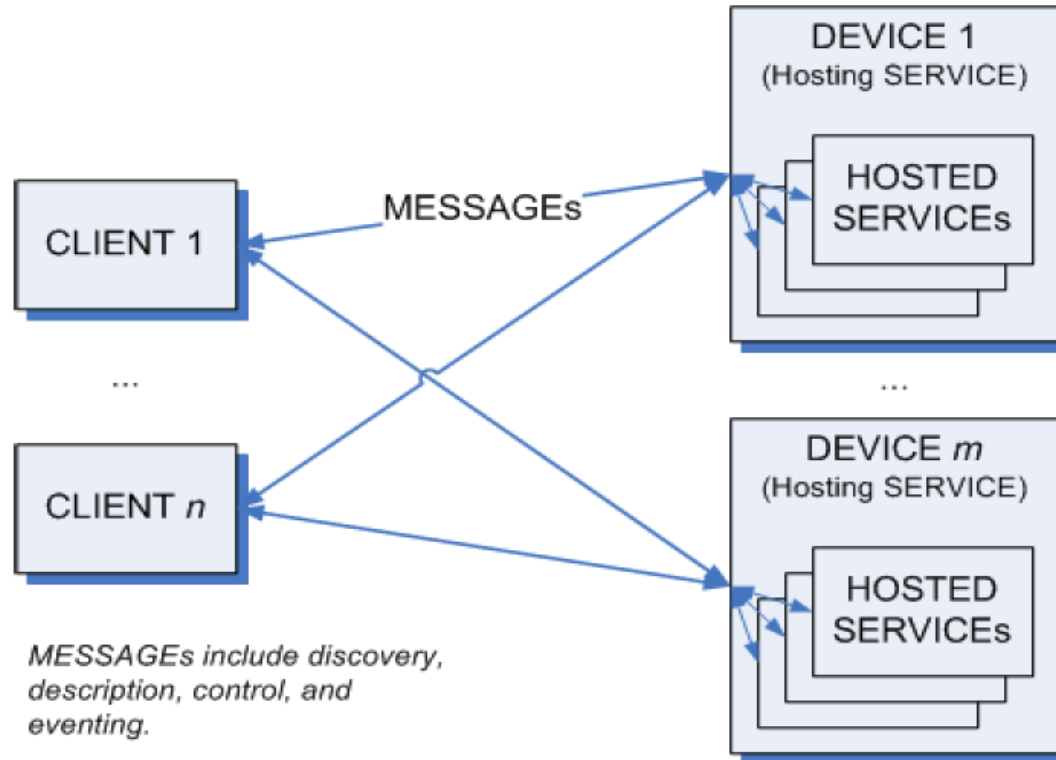 DEVICE 1
(Hosting SERVICE)
HOSTED
SERVICEs
MESSAGEs
CLIENT 1
...
...
CLIENT n
DEVICE m
(Hosting SERVICE)
HOSTED
SERVICEs
MESSAGEs include discovery,
description, control, and
eventing.